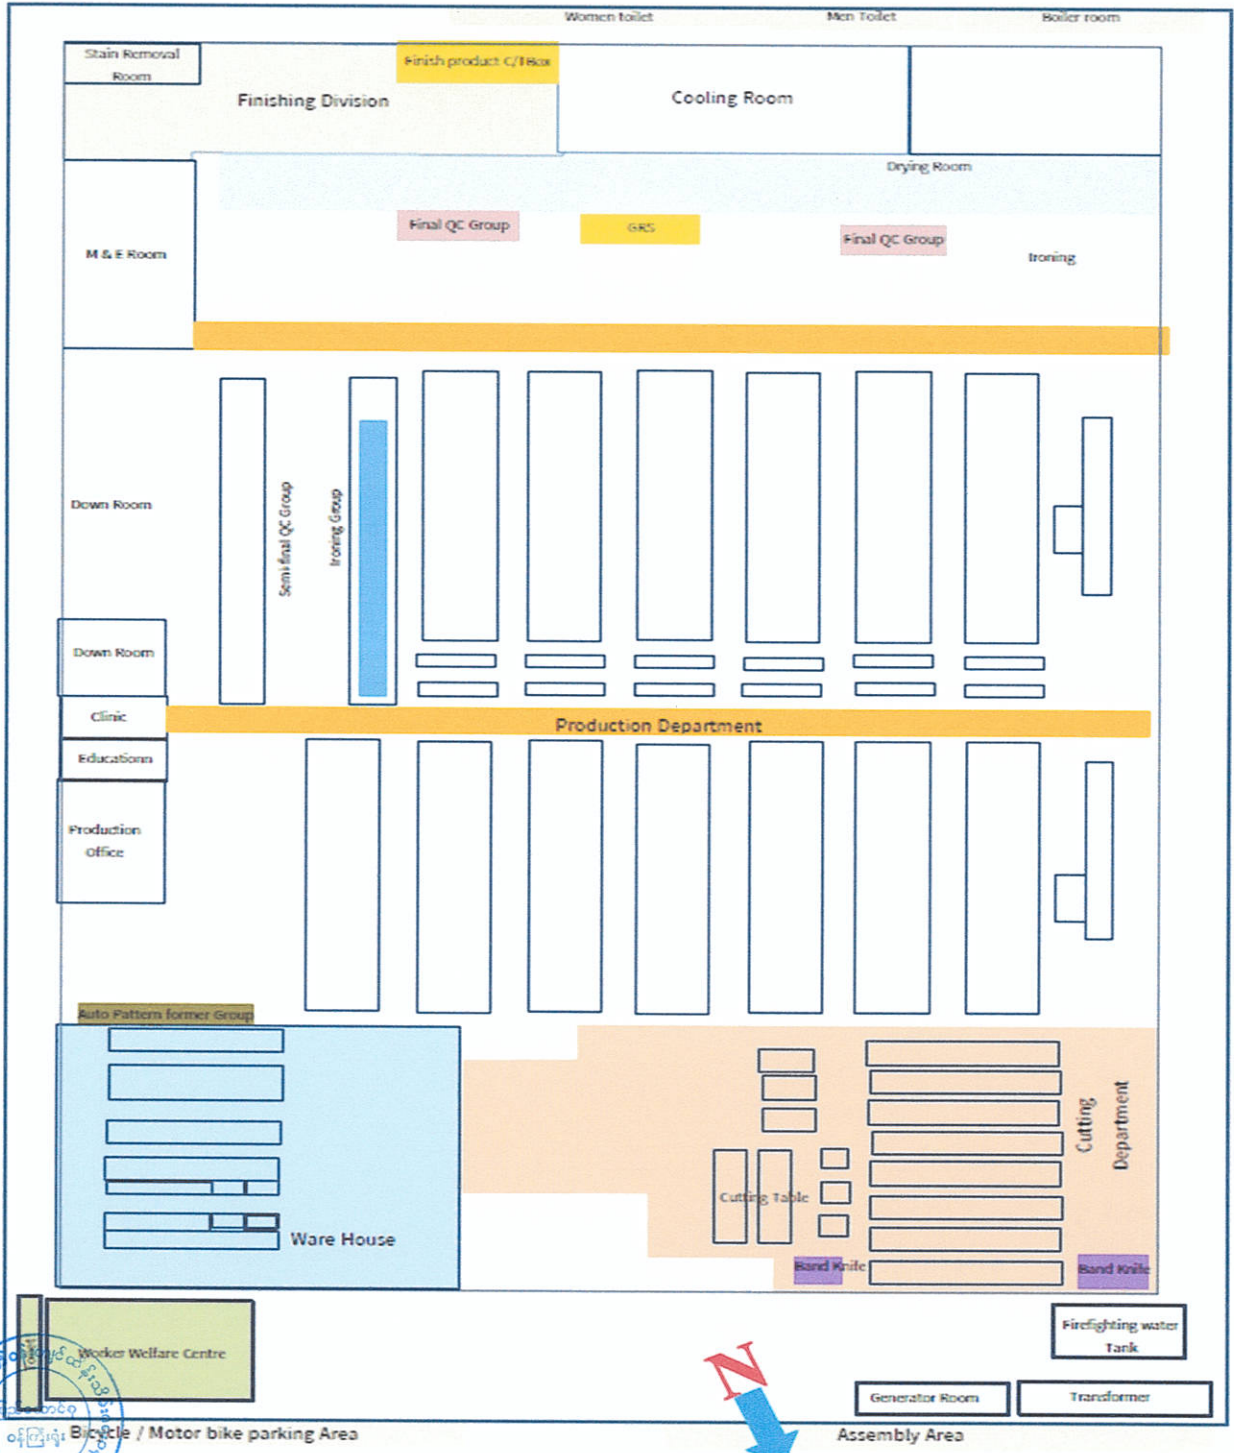 Women toilet
Men Toilet
Boiler room
Stain Removal
Room
Finish product C/T Box
Finishing Division
Cooling Room
Drying Room
Final QC Group
GRS
Final QC Group
M & E Room
Ironing
Down Room
Semi-final QC Group
Ironing Group
Down Room
Clinic
Production Department
Educationn
Production
Office
Auto Pattern former Group
Cutting
Department
Cutting Table
Ware House
Band Knife
Band Knife
Worker Welfare Centre
Firefighting water
Tank
N
Generator Room
Transformer
Bicycle / Motor bike parking Area
Assembly Area